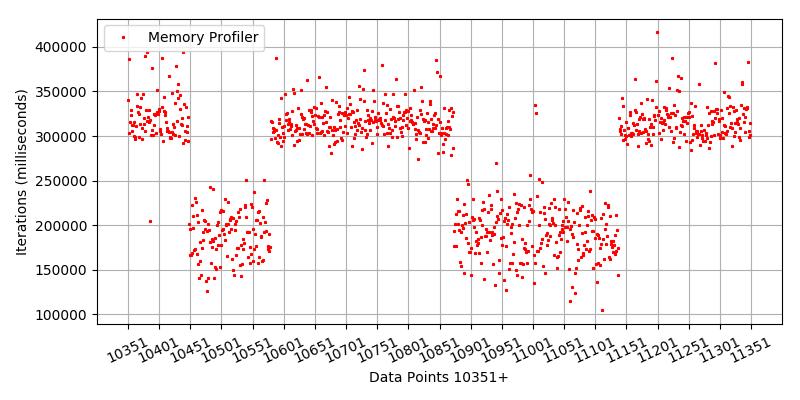 Memory Profiler
Iterations (milliseconds)
400000
350000
300000
250000
200000
150000
100000
10351 10401 10451 10501 10551 10601 10651 10701 10751 10801 10851 10901 10951 11001 11051 11101 11151 11201 11251 11301 11351
Data Points 10351+